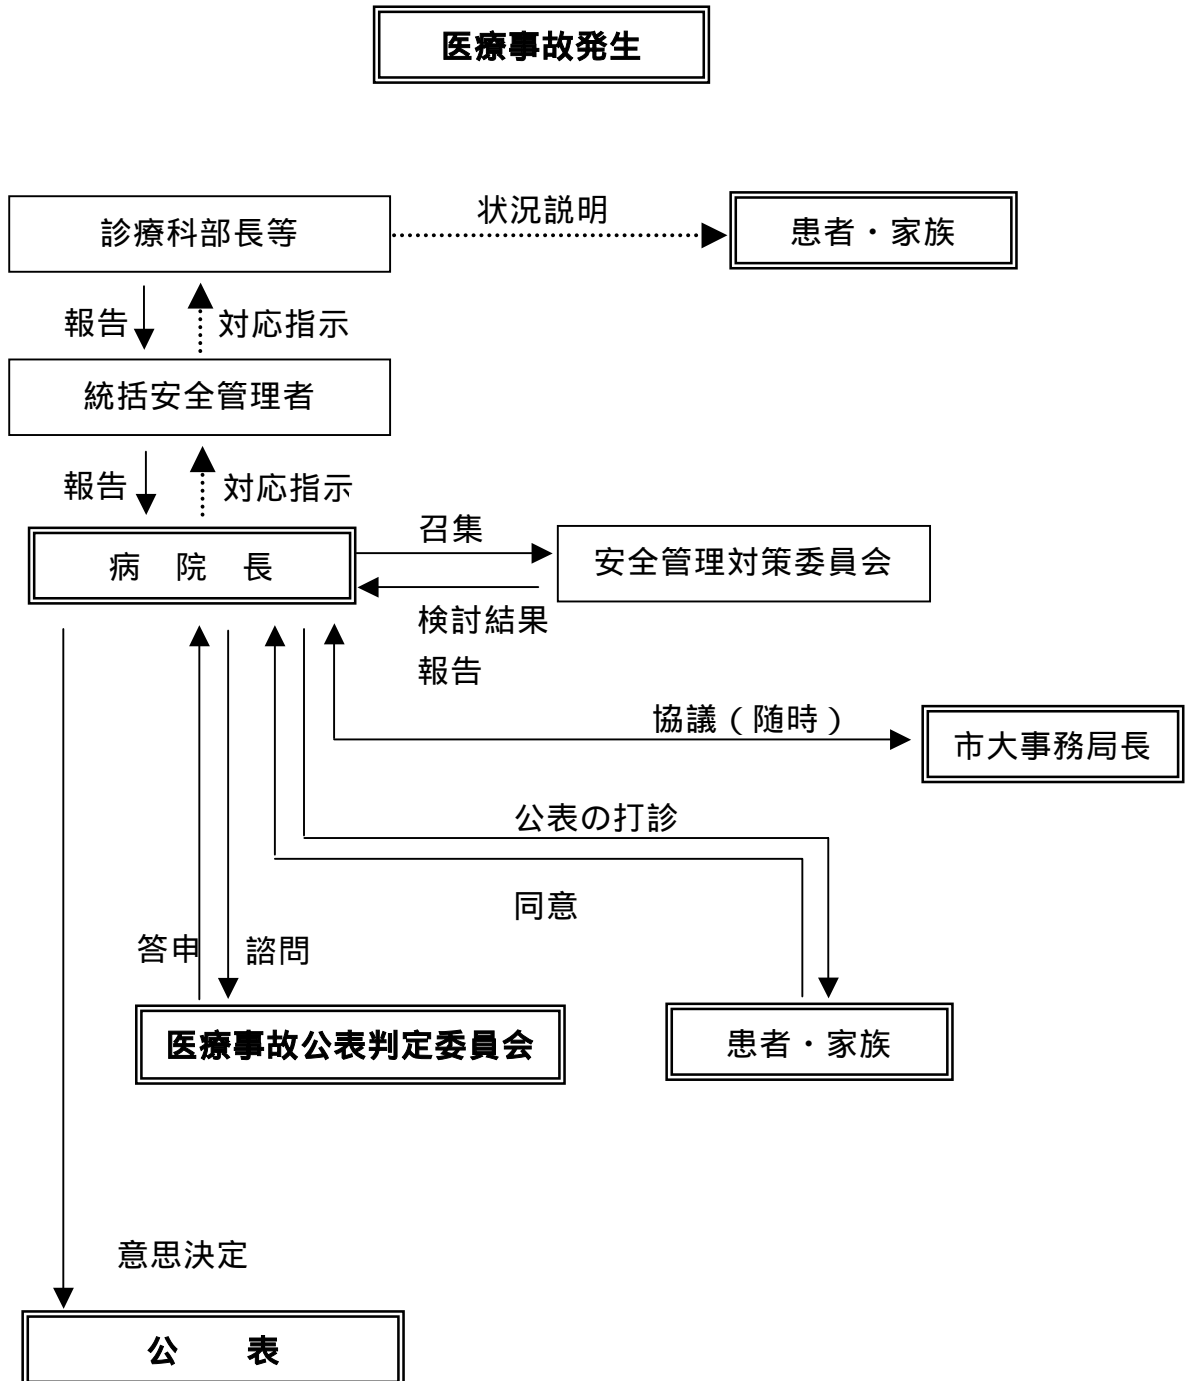 医療事故発生
状況説明
診療科部長等
患者・家族
報告
対応指示
統括安全管理者
報告
対応指示
病　院　長
召集
安全管理対策委員会
検討結果
報告
協議（随時）
市大事務局長
公表の打診
同意
答申
諮問
医療事故公表判定委員会
患者・家族
意思決定
公　　表